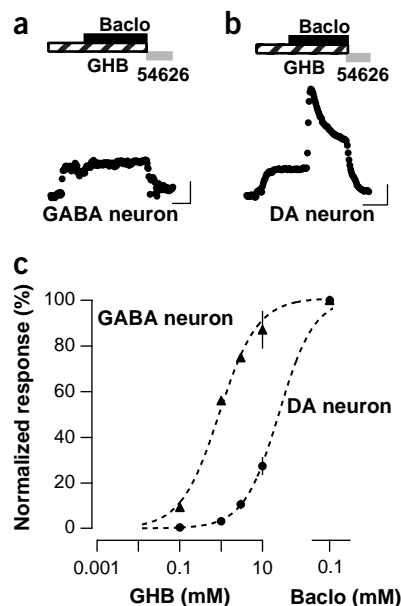 a
Baclo
GHB
54626
GABA neuron
b
Baclo
GHB
54626
DA neuron
c
Normalized response (%)
100
80
60
40
20
0
GABA neuron
DA neuron
0.001
0.1
10
0.1
GHB (mM)
Baclo (mM)